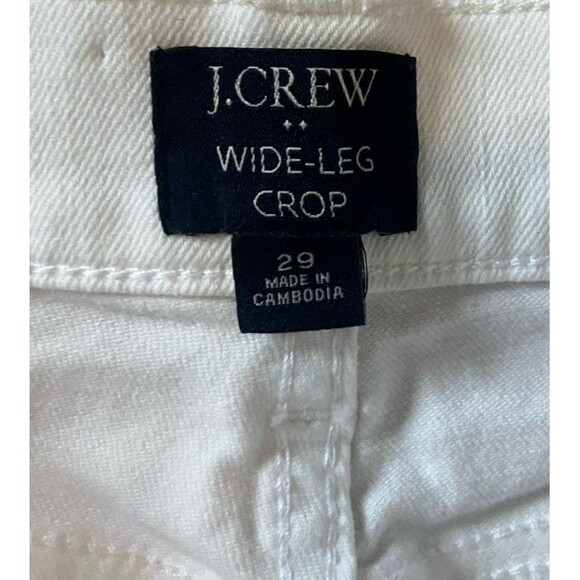 J.CREW
WIDE-LEG
CROP
29
MADE IN
CAMBODIA